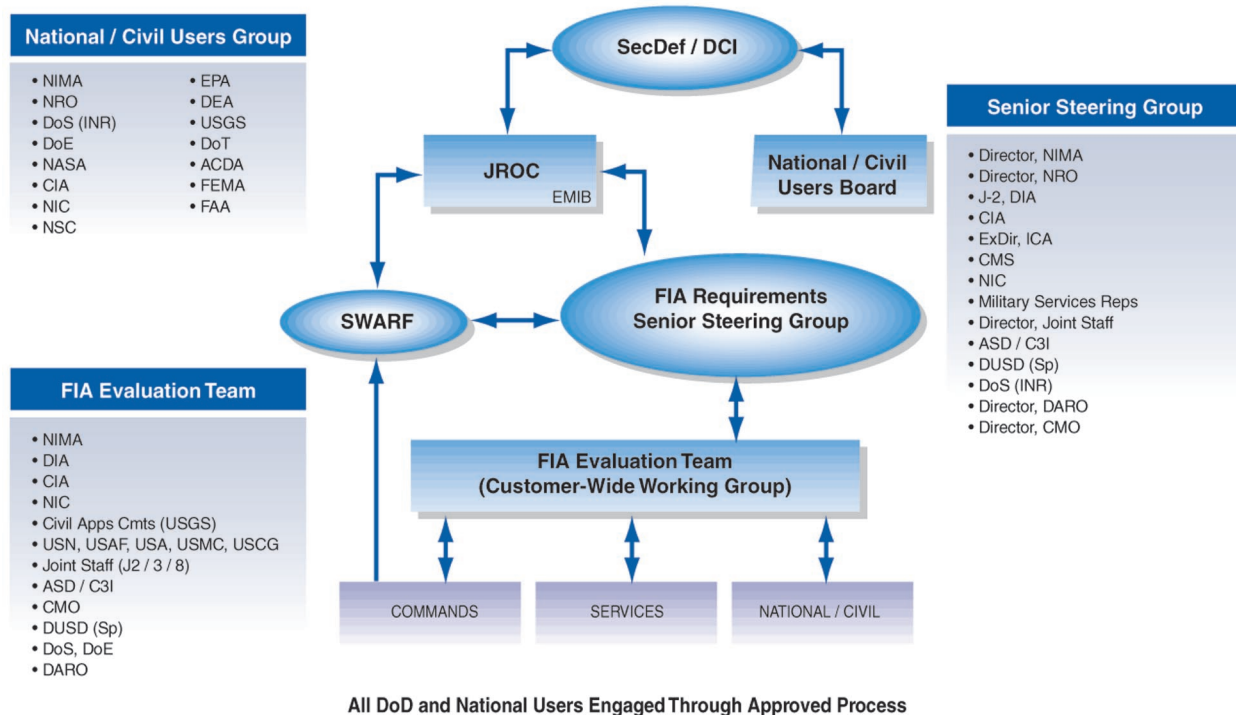 National / Civil Users Group
• NIMA
• NRO
• DoS (INR)
• DoE
• NASA
• CIA
• NIC
• NSC
• EPA
• DEA
• USGS
• DoT
• ACDA
• FEMA
• FAA
SecDef / DCI
JROC
EMIB
National / Civil
Users Board
Senior Steering Group
• Director, NIMA
• Director, NRO
• J-2, DIA
• CIA
• ExDir, ICA
• CMS
• NIC
• Military Services Reps
• Director, Joint Staff
• ASD / C3I
• DUSD (Sp)
• DoS (INR)
• Director, DARO
• Director, CMO
SWARF
FIA Requirements
Senior Steering Group
FIA Evaluation Team
• NIMA
• DIA
• CIA
• NIC
• Civil Apps Cmts (USGS)
• USN, USAF, USA, USMC, USCG
• Joint Staff (J2 / 3 / 8)
• ASD / C3I
• CMO
• DUSD (Sp)
• DoS, DoE
• DARO
FIA Evaluation Team
(Customer-Wide Working Group)
COMMANDS
SERVICES
NATIONAL / CIVIL
All DoD and National Users Engaged Through Approved Process